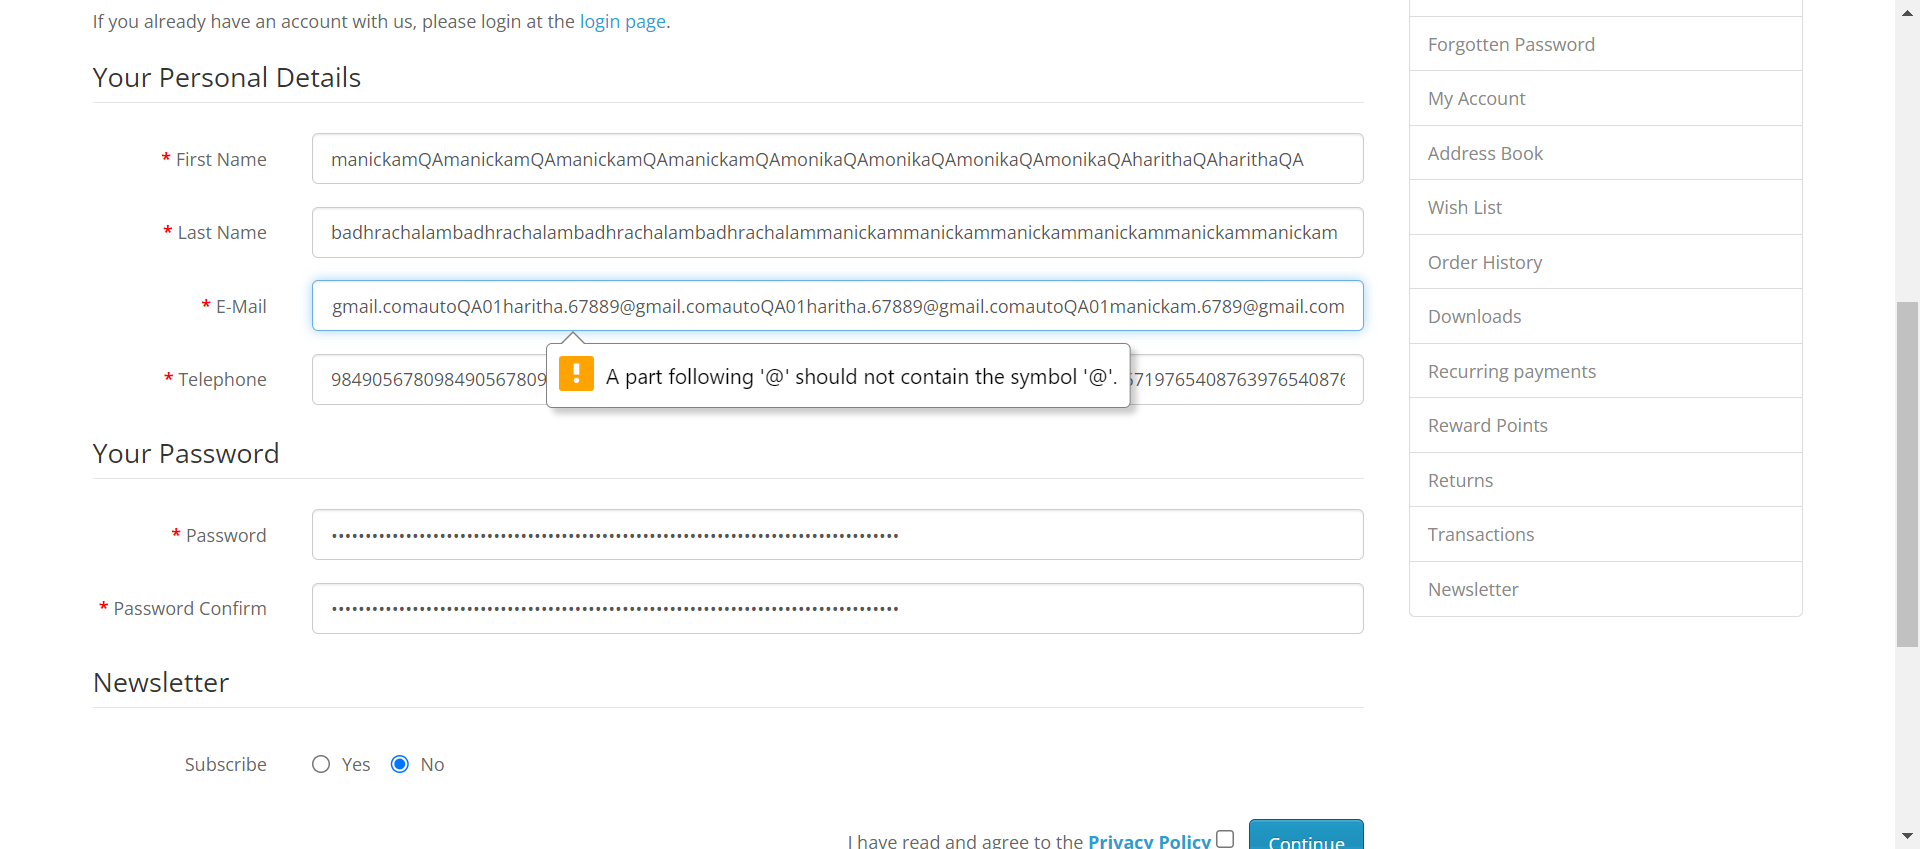 If you already have an account with us, please login at the login page.
Your Personal Details
* First Name
manickamQAmanickamQAmanickamQAmanickamQAmonikaQAmonikaQAmonikaQAmonikaQAharithaQAharithaQA
* Last Name
badhrachalambadhrachalambadhrachalambadhrachalammanickammanickammanickammanickammanickammanickam
* E-Mail
gmail.comautoQA01haritha.67889@gmail.comautoQA01haritha.67889@gmail.comautoQA01manickam.6789@gmail.com
A part following '@' should not contain the symbol '@'.
* Telephone
984905678098490567809
5719765408763976540876
Your Password
* Password
* Password Confirm
Newsletter
Subscribe
Yes
No
I have read and agree to the Privacy Policy
Continue
Forgotten Password
My Account
Address Book
Wish List
Order History
Downloads
Recurring payments
Reward Points
Returns
Transactions
Newsletter